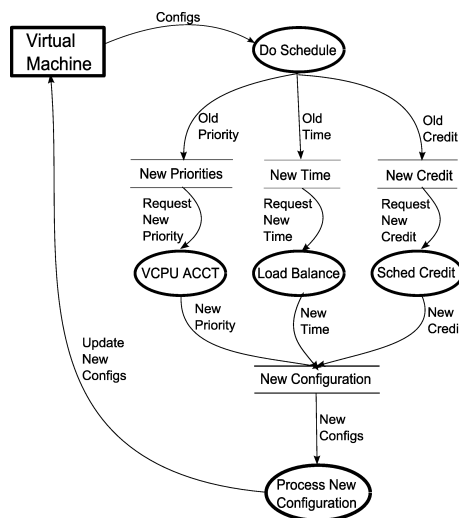 Configs
Virtual
Machine
Do Schedule
Old
Priority
Old
Time
Old
Credit
New Priorities
New Time
New Credit
Request
New
Priority
Request
New
Time
Request
New
Credit
VCPU ACCT
Load Balance
Sched Credit
New
Priority
New
Time
New
Credit
Update
New
Configs
New Configuration
New
Configs
Process New
Configuration